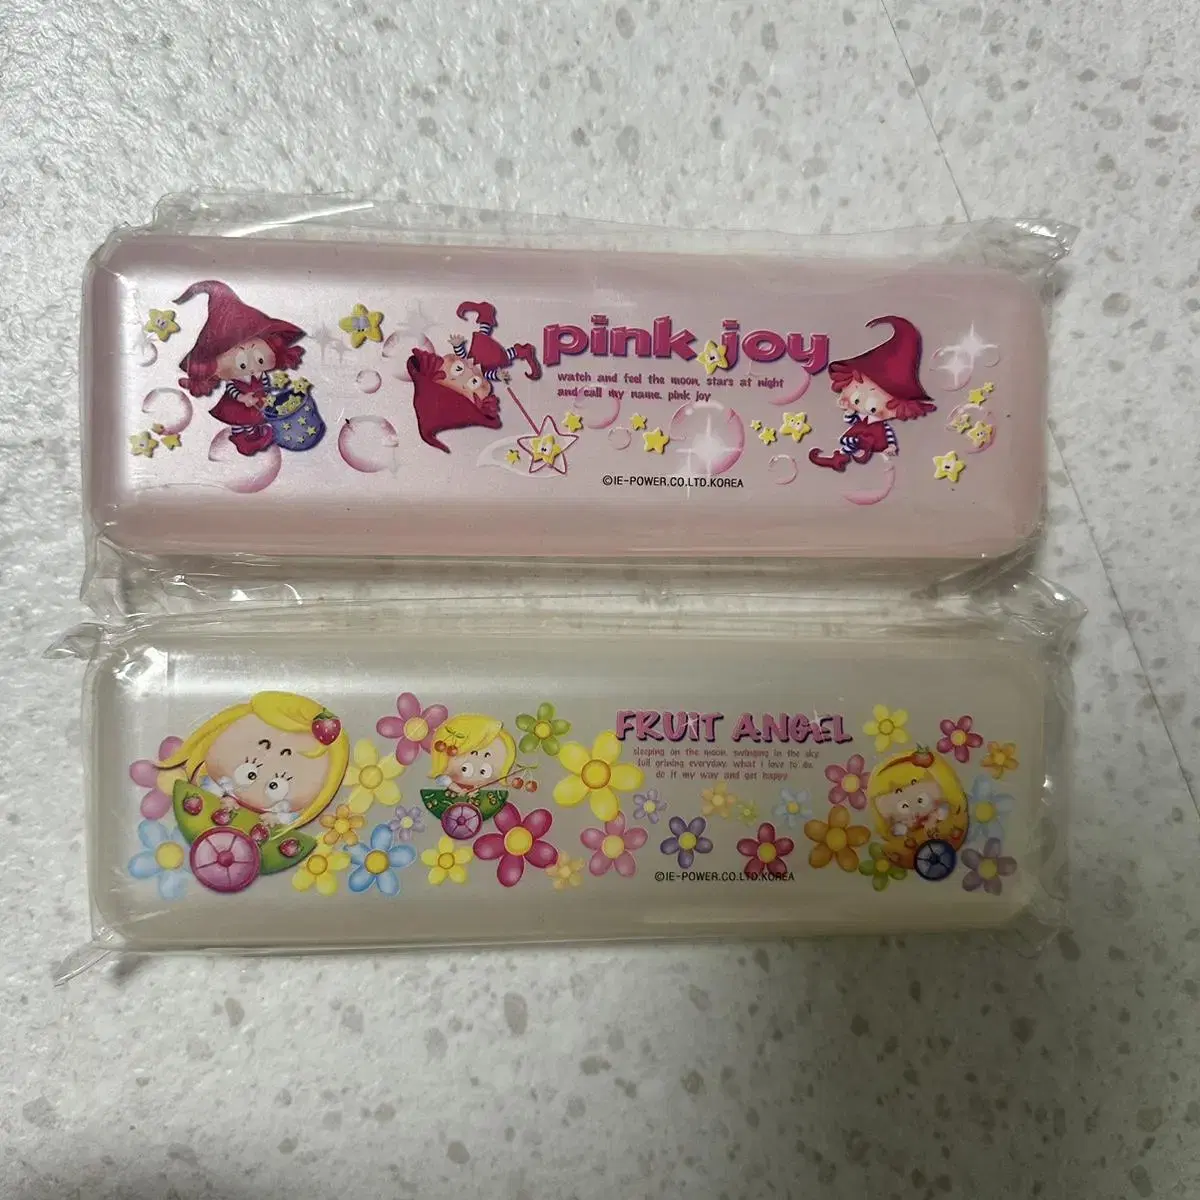 pink joy
watch and feel the moon, stars at night
and call my name. pink joy
©IE-POWER.CO.LTD.KOREA
FRUIT ANGEL
sleeping on the moon. swinging in the sky
full grining everyday. what i love to do.
do it my way and get happy
©IE-POWER.CO.LTD.KOREA